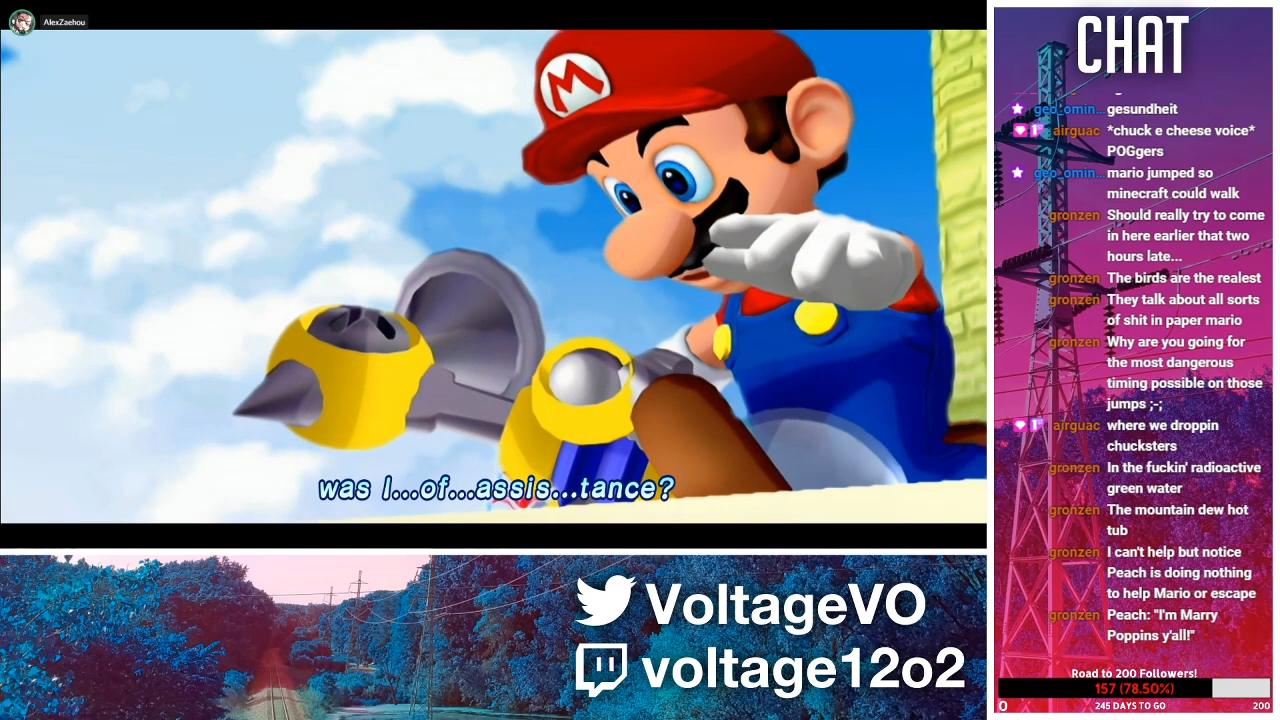 AlexZaehou
M
was I...of...assis...tance?
VoltageVO
voltage12o2
CHAT
geo_omin... gesundheit
airguac *chuck e cheese voice*
POGgers
geo_omin... mario jumped so
minecraft could walk
gronzen Should really try to come
in here earlier that two
hours late...
gronzen The birds are the realest
gronzen They talk about all sorts
of shit in paper mario
gronzen Why are you going for
the most dangerous
timing possible on those
jumps ;-;
airguac where we droppin
chucksters
gronzen In the fuckin' radioactive
green water
gronzen The mountain dew hot
tub
gronzen I can't help but notice
Peach is doing nothing
to help Mario or escape
gronzen Peach: "I'm Marry
Poppins y'all!"
Road to 200 Followers!
157 (78.50%)
0 245 DAYS TO GO 200